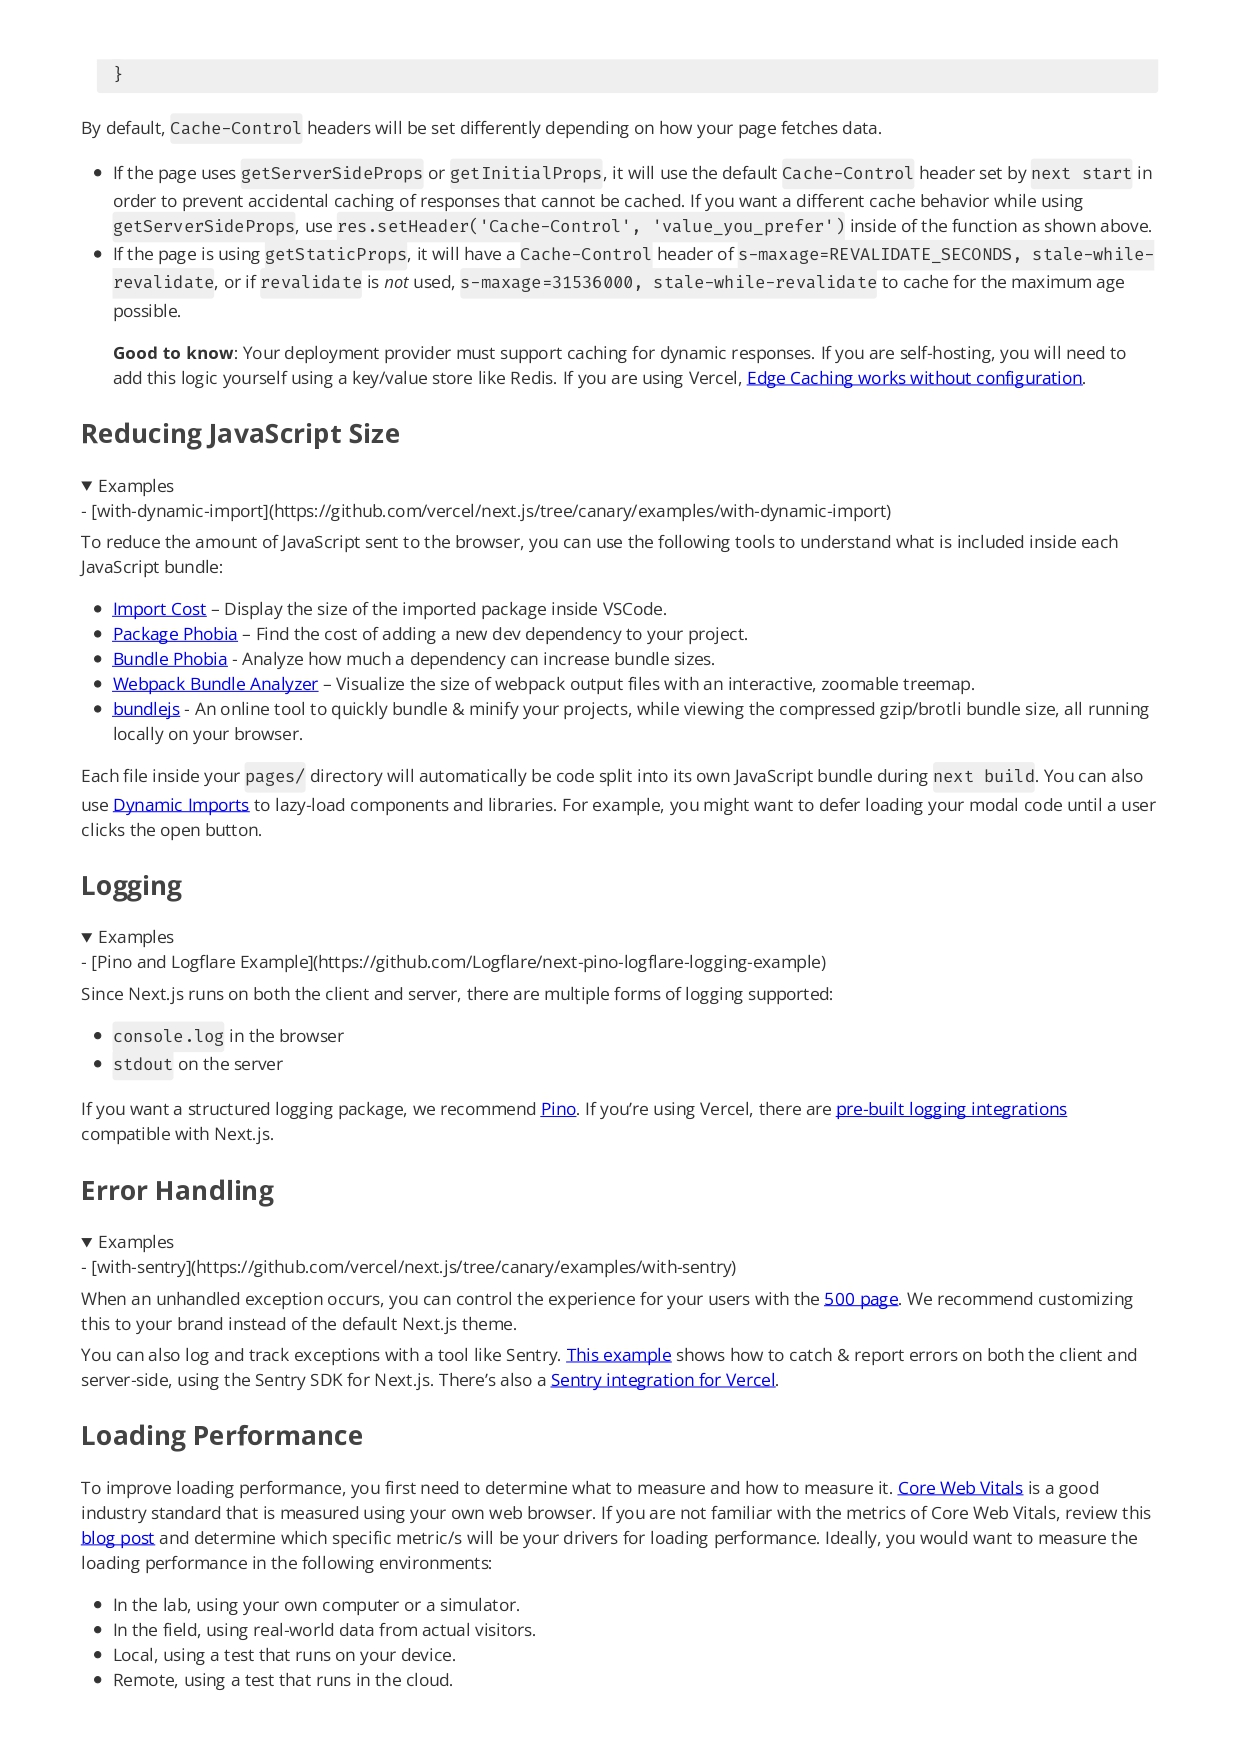 }
By default, Cache-Control headers will be set differently depending on how your page fetches data.
• If the page uses getServerSideProps or getInitialProps, it will use the default Cache-Control header set by next start in
order to prevent accidental caching of responses that cannot be cached. If you want a different cache behavior while using
getServerSideProps, use res.setHeader('Cache-Control', 'value_you_prefer') inside of the function as shown above.
• If the page is using getStaticProps, it will have a Cache-Control header of s-maxage=REVALIDATE_SECONDS, stale-while-
revalidate, or if revalidate is not used, s-maxage=31536000, stale-while-revalidate to cache for the maximum age
possible.
Good to know: Your deployment provider must support caching for dynamic responses. If you are self-hosting, you will need to
add this logic yourself using a key/value store like Redis. If you are using Vercel, Edge Caching works without configuration.
Reducing JavaScript Size
▼ Examples
- [with-dynamic-import](https://github.com/vercel/next.js/tree/canary/examples/with-dynamic-import)
To reduce the amount of JavaScript sent to the browser, you can use the following tools to understand what is included inside each
JavaScript bundle:
• Import Cost – Display the size of the imported package inside VSCode.
• Package Phobia – Find the cost of adding a new dev dependency to your project.
• Bundle Phobia - Analyze how much a dependency can increase bundle sizes.
• Webpack Bundle Analyzer – Visualize the size of webpack output files with an interactive, zoomable treemap.
• bundlejs - An online tool to quickly bundle & minify your projects, while viewing the compressed gzip/brotli bundle size, all running
locally on your browser.
Each file inside your pages/ directory will automatically be code split into its own JavaScript bundle during next build. You can also
use Dynamic Imports to lazy-load components and libraries. For example, you might want to defer loading your modal code until a user
clicks the open button.
Logging
▼ Examples
- [Pino and Logflare Example](https://github.com/Logflare/next-pino-logflare-logging-example)
Since Next.js runs on both the client and server, there are multiple forms of logging supported:
• console.log in the browser
• stdout on the server
If you want a structured logging package, we recommend Pino. If you’re using Vercel, there are pre-built logging integrations
compatible with Next.js.
Error Handling
▼ Examples
- [with-sentry](https://github.com/vercel/next.js/tree/canary/examples/with-sentry)
When an unhandled exception occurs, you can control the experience for your users with the 500 page. We recommend customizing
this to your brand instead of the default Next.js theme.
You can also log and track exceptions with a tool like Sentry. This example shows how to catch & report errors on both the client and
server-side, using the Sentry SDK for Next.js. There’s also a Sentry integration for Vercel.
Loading Performance
To improve loading performance, you first need to determine what to measure and how to measure it. Core Web Vitals is a good
industry standard that is measured using your own web browser. If you are not familiar with the metrics of Core Web Vitals, review this
blog post and determine which specific metric/s will be your drivers for loading performance. Ideally, you would want to measure the
loading performance in the following environments:
• In the lab, using your own computer or a simulator.
• In the field, using real-world data from actual visitors.
• Local, using a test that runs on your device.
• Remote, using a test that runs in the cloud.